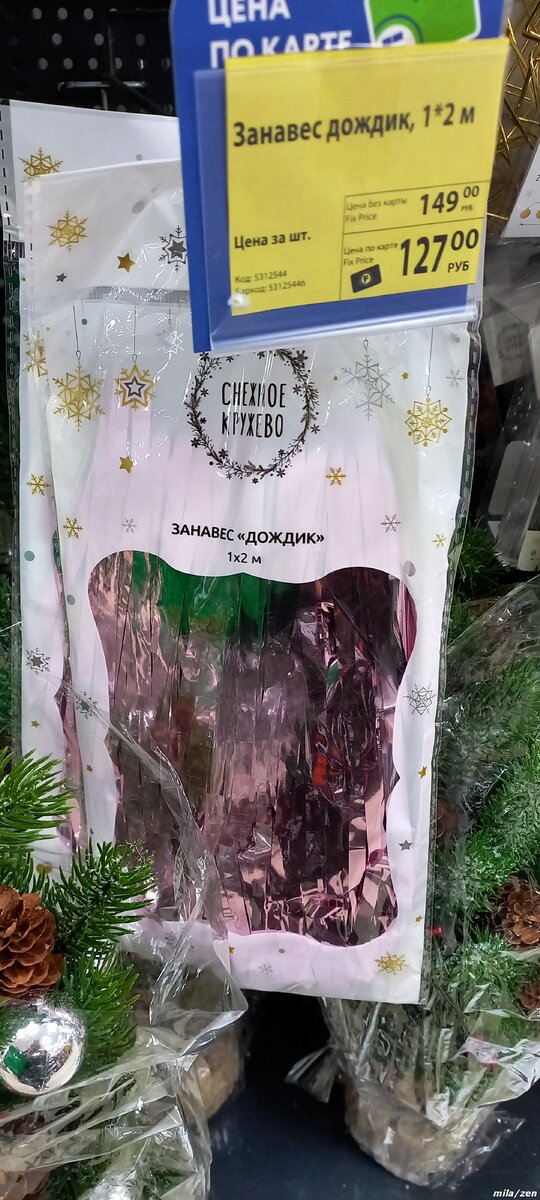 ЦЕНА
ПО КАРТЕ
Занавес дождик, 1*2 м
Цена без карты
Fix Price
149 00
РУБ
Цена за шт.
Цена по карте
Fix Price
127 00
РУБ
Код: 5312544
Баркод: 53125446
СНЕЖНОЕ
КРУЖЕВО
ЗАНАВЕС «ДОЖДИК»
1х2 м
mila/zen